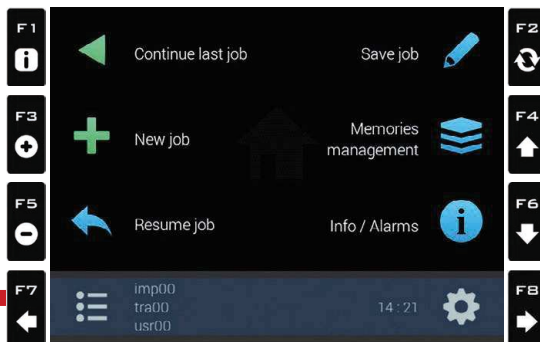 F1
F2
Continue last job
Save job
F3
F4
New job
Memories
management
F5
F6
Resume job
Info / Alarms
F7
F8
imp00
tra00
usr00
14:21